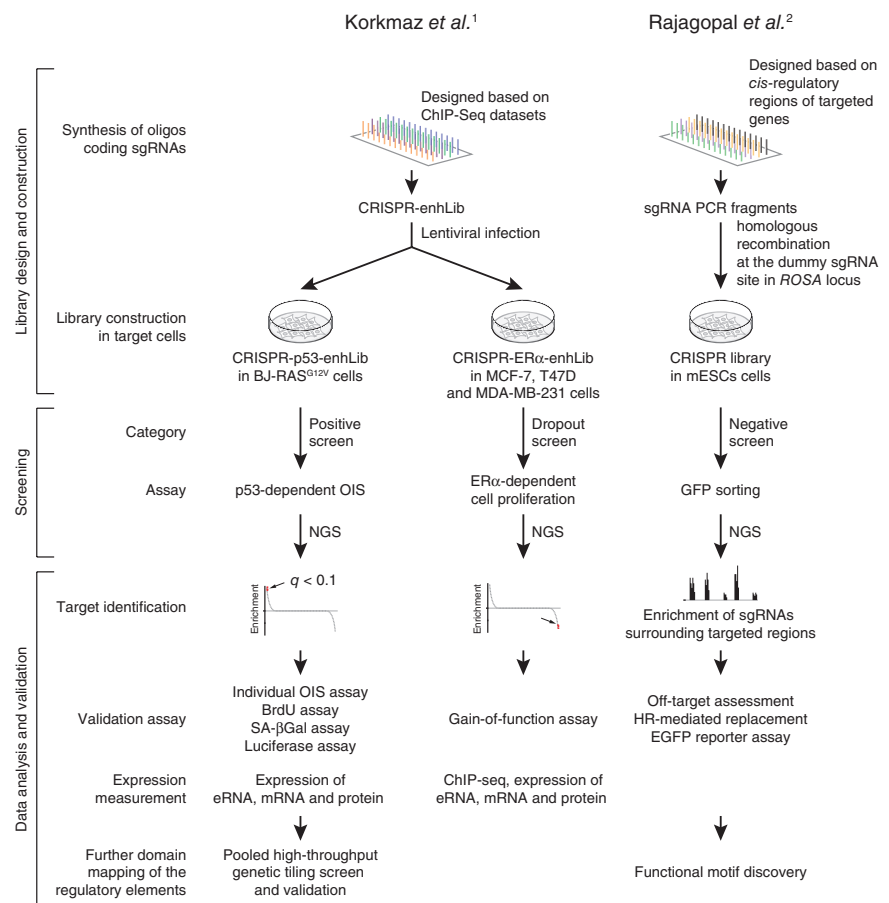 Korkmaz et al.¹
Rajagopal et al.²
Library design and construction
Synthesis of oligos
coding sgRNAs
Designed based on
ChIP-Seq datasets
Designed based on
cis-regulatory
regions of targeted
genes
CRISPR-enhLib
sgRNA PCR fragments
Lentiviral infection
homologous
recombination
at the dummy sgRNA
site in ROSA locus
Library construction
in target cells
CRISPR-p53-enhLib
in BJ-RASG12V cells
CRISPR-ERα-enhLib
in MCF-7, T47D
and MDA-MB-231 cells
CRISPR library
in mESCs cells
Screening
Category
Positive
screen
Dropout
screen
Negative
screen
Assay
p53-dependent OIS
ERα-dependent
cell proliferation
GFP sorting
NGS
NGS
NGS
Data analysis and validation
Target identification
Enrichment
q < 0.1
Enrichment
Enrichment of sgRNAs
surrounding targeted regions
Validation assay
Individual OIS assay
BrdU assay
SA-βGal assay
Luciferase assay
Gain-of-function assay
Off-target assessment
HR-mediated replacement
EGFP reporter assay
Expression
measurement
Expression of
eRNA, mRNA and protein
ChIP-seq, expression of
eRNA, mRNA and protein
Further domain
mapping of the
regulatory elements
Pooled high-throughput
genetic tiling screen
and validation
Functional motif discovery